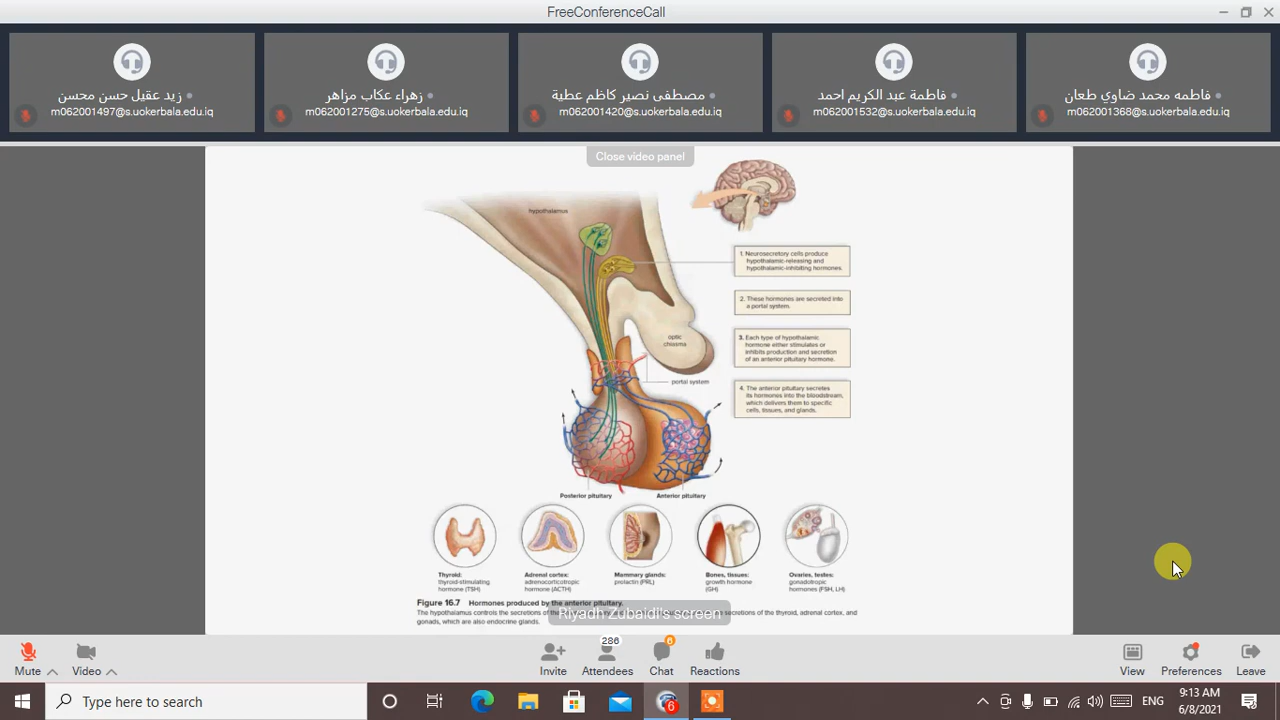 FreeConferenceCall
زيد عقيل حسن محسن
m062001497@s.uokerbala.edu.iq
زهراء عكاب مزاهر
m062001275@s.uokerbala.edu.iq
مصطفى نصير كاظم عطية
m062001420@s.uokerbala.edu.iq
فاطمة عبد الكريم احمد
m062001532@s.uokerbala.edu.iq
فاطمه محمد ضاوي طعان
m062001368@s.uokerbala.edu.iq
Close video panel
hypothalamus
1. Neurosecretory cells produce
hypothalamic-releasing and
hypothalamic-inhibiting hormones.
2. These hormones are secreted into
a portal system.
3. Each type of hypothalamic
hormone either stimulates or
inhibits production and secretion
of an anterior pituitary hormone.
4. The anterior pituitary secretes
its hormones into the bloodstream,
which delivers them to specific
cells, tissues, and glands.
optic
chiasma
portal system
Posterior pituitary
Anterior pituitary
Thyroid:
thyroid-stimulating
hormone (TSH)
Adrenal cortex:
adrenocorticotropic
hormone (ACTH)
Mammary glands:
prolactin (PRL)
Bones, tissues:
growth hormone
(GH)
Ovaries, testes:
gonadotropic
hormones (FSH, LH)
Figure 16.7 Hormones produced by the anterior pituitary.
The hypothalamus controls the secretions of the secretions of the thyroid, adrenal cortex, and
gonads, which are also endocrine glands.
Riyadh Zubaidi's screen
Mute
Video
Invite
286
Attendees
6
Chat
Reactions
View
Preferences
Leave
Type here to search
6
ENG
9:13 AM
6/8/2021